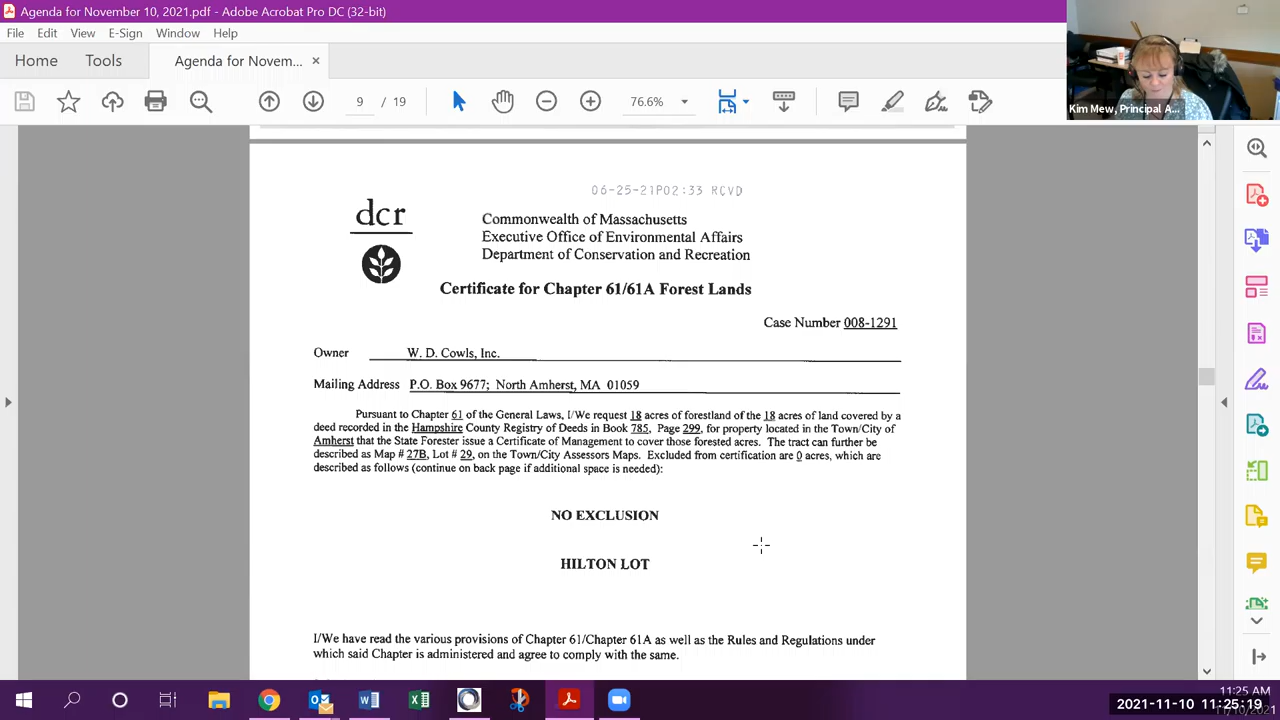 Agenda for November 10, 2021.pdf - Adobe Acrobat Pro DC (32-bit)
File Edit View E-Sign Window Help
Home Tools Agenda for Novem... ×
9 / 19 76.6%
Kim Mew, Principal A...
06-25-21P02:33 RCVD
dcr
Commonwealth of Massachusetts
Executive Office of Environmental Affairs
Department of Conservation and Recreation
Certificate for Chapter 61/61A Forest Lands
Case Number 008-1291
Owner W. D. Cowls, Inc.
Mailing Address P.O. Box 9677; North Amherst, MA 01059
Pursuant to Chapter 61 of the General Laws, I/We request 18 acres of forestland of the 18 acres of land covered by a
deed recorded in the Hampshire County Registry of Deeds in Book 785, Page 299, for property located in the Town/City of
Amherst that the State Forester issue a Certificate of Management to cover those forested acres. The tract can further be
described as Map # 27B, Lot # 29, on the Town/City Assessors Maps. Excluded from certification are 0 acres, which are
described as follows (continue on back page if additional space is needed):
NO EXCLUSION
HILTON LOT
I/We have read the various provisions of Chapter 61/Chapter 61A as well as the Rules and Regulations under
which said Chapter is administered and agree to comply with the same.
11:25 AM
2021-11-10 11:25:19